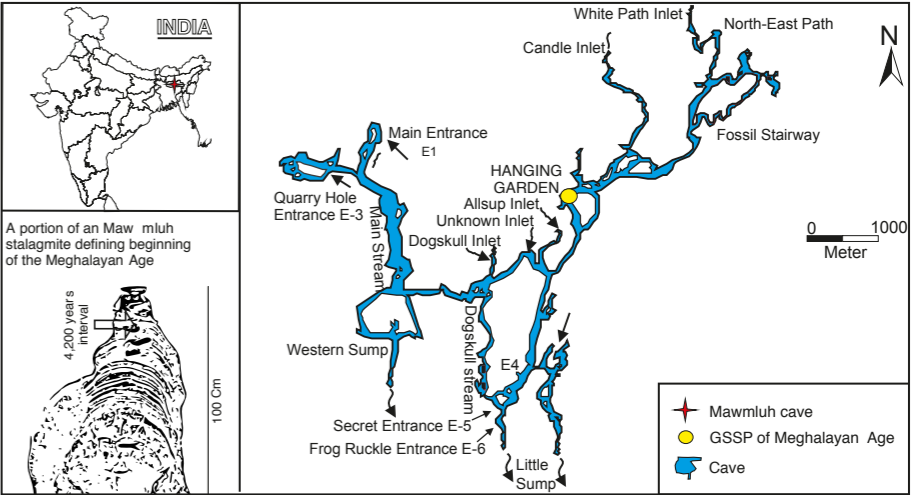 INDIA
A portion of an Maw mluh
stalagmite defining beginning
of the Meghalayan Age
4,200 years
interval
100 Cm
White Path Inlet
North-East Path
Candle Inlet
N
Fossil Stairway
Main Entrance
E1
HANGING
GARDEN
Quarry Hole
Entrance E-3
Allsup Inlet
Unknown Inlet
Dogskull Inlet
Main Stream
0 1000
Meter
Dogskull stream
Western Sump
E4
Secret Entrance E-5
Frog Ruckle Entrance E-6
Little
Sump
Mawmluh cave
GSSP of Meghalayan Age
Cave